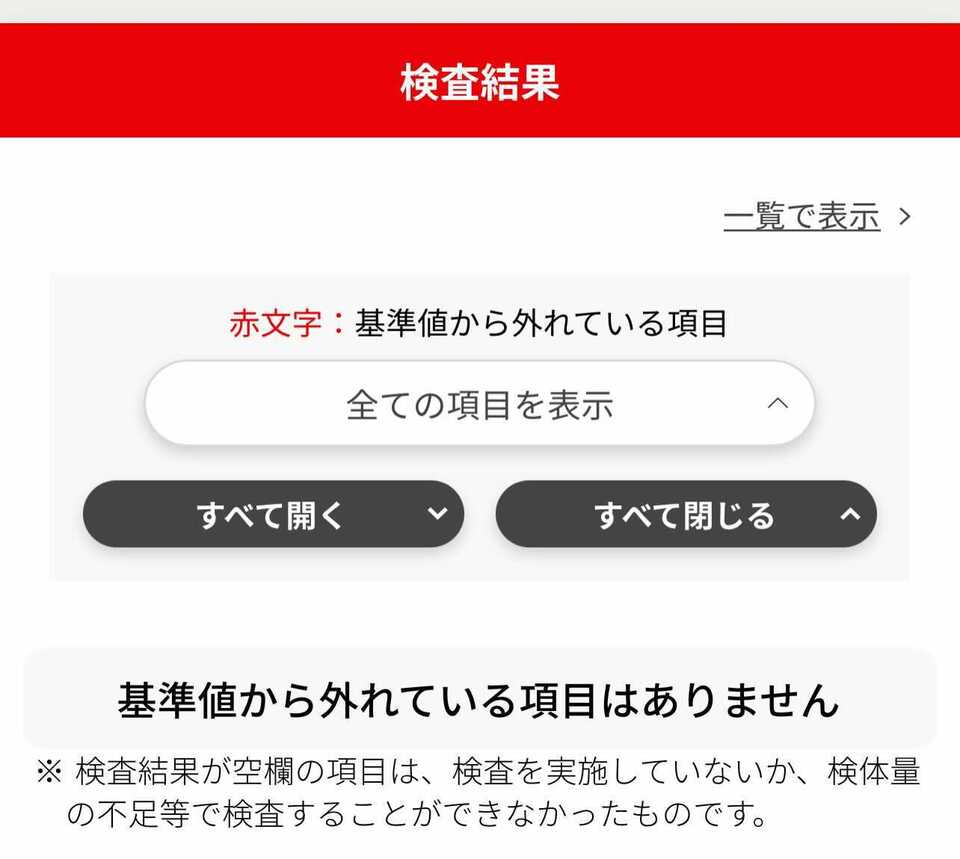 検査結果
一覧で表示
赤文字：基準値から外れている項目
全ての項目を表示
すべて開く
すべて閉じる
基準値から外れている項目はありません
※ 検査結果が空欄の項目は、検査を実施していないか、検体量
の不足等で検査することができなかったものです。